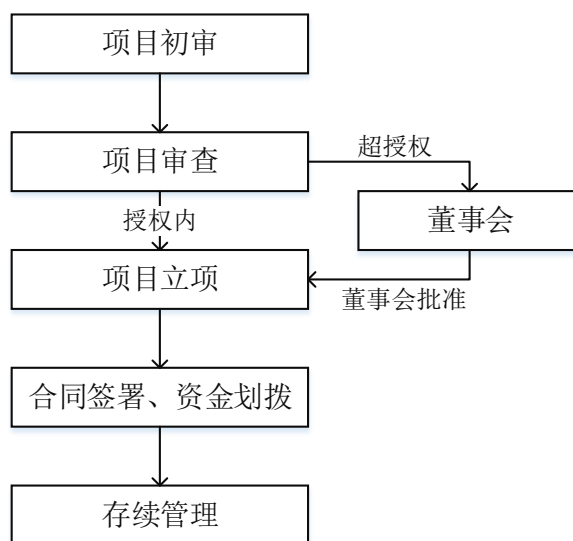 项目初审
项目审查
超授权
授权内
董事会
项目立项
董事会批准
合同签署、资金划拨
存续管理